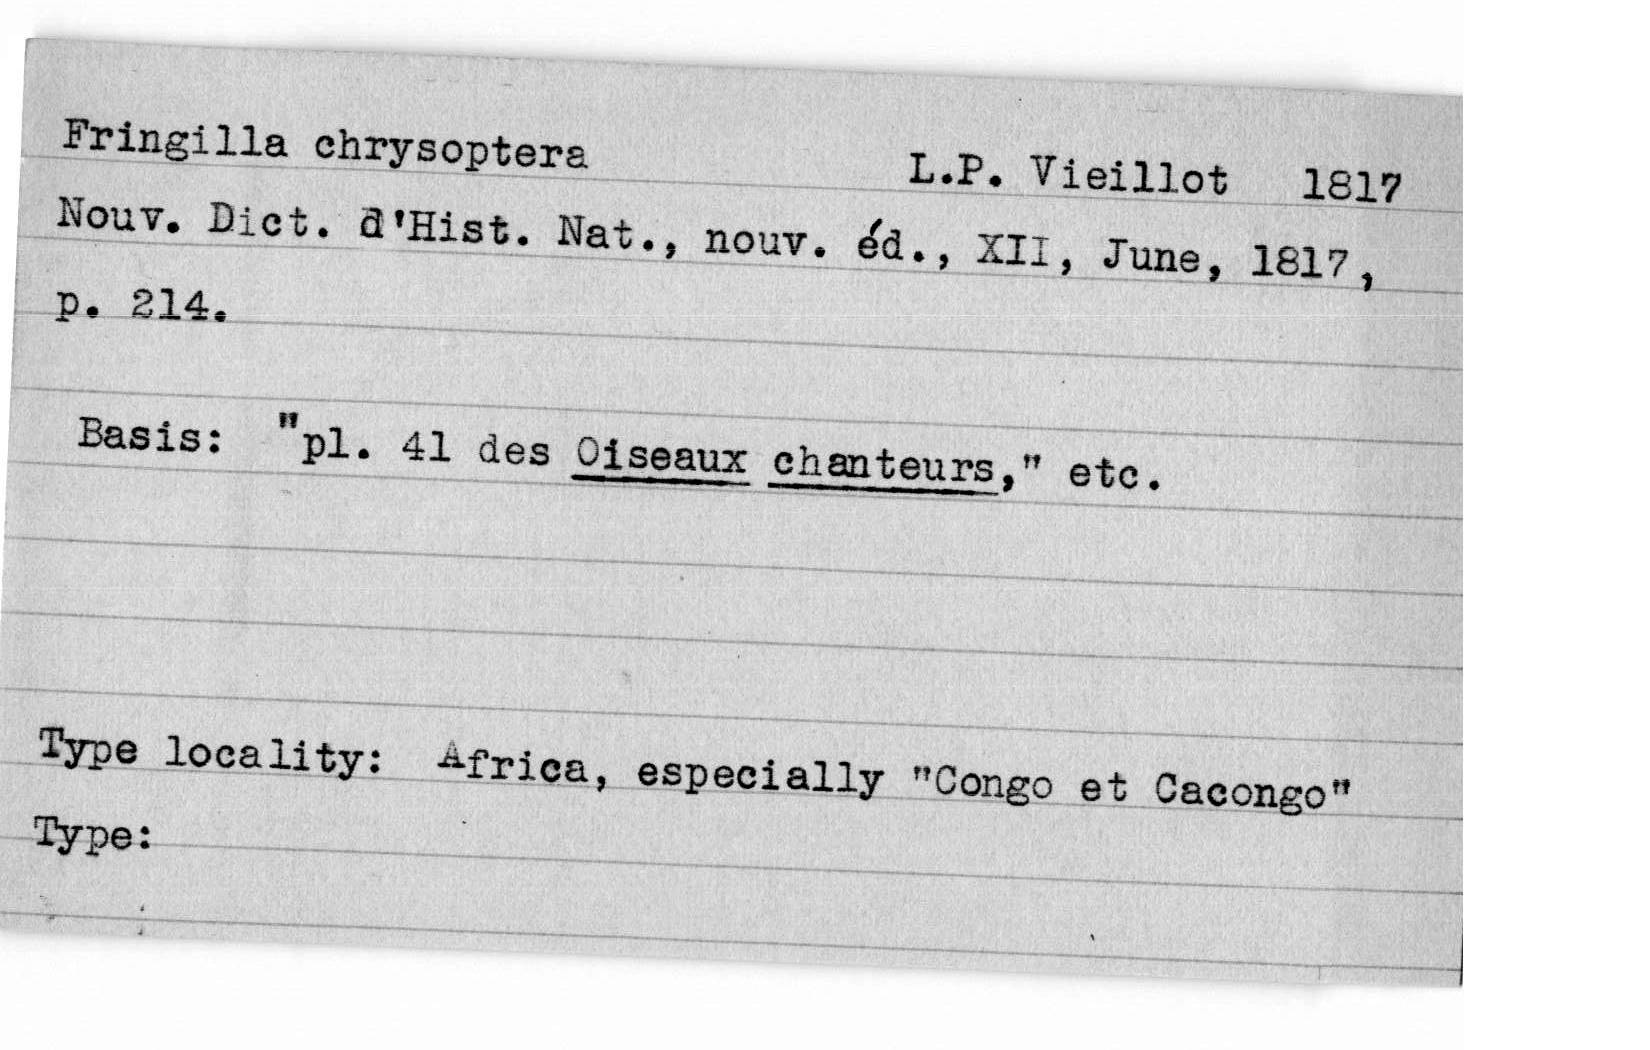 Fringilla chrysoptera L.P. Vieillot 1817
Nouv. Dict. d'Hist. Nat., nouv. éd., XII, June, 1817,
p. 214.
Basis: "pl. 41 des Oiseaux chanteurs," etc.
Type locality: Africa, especially "Congo et Cacongo"
Type: